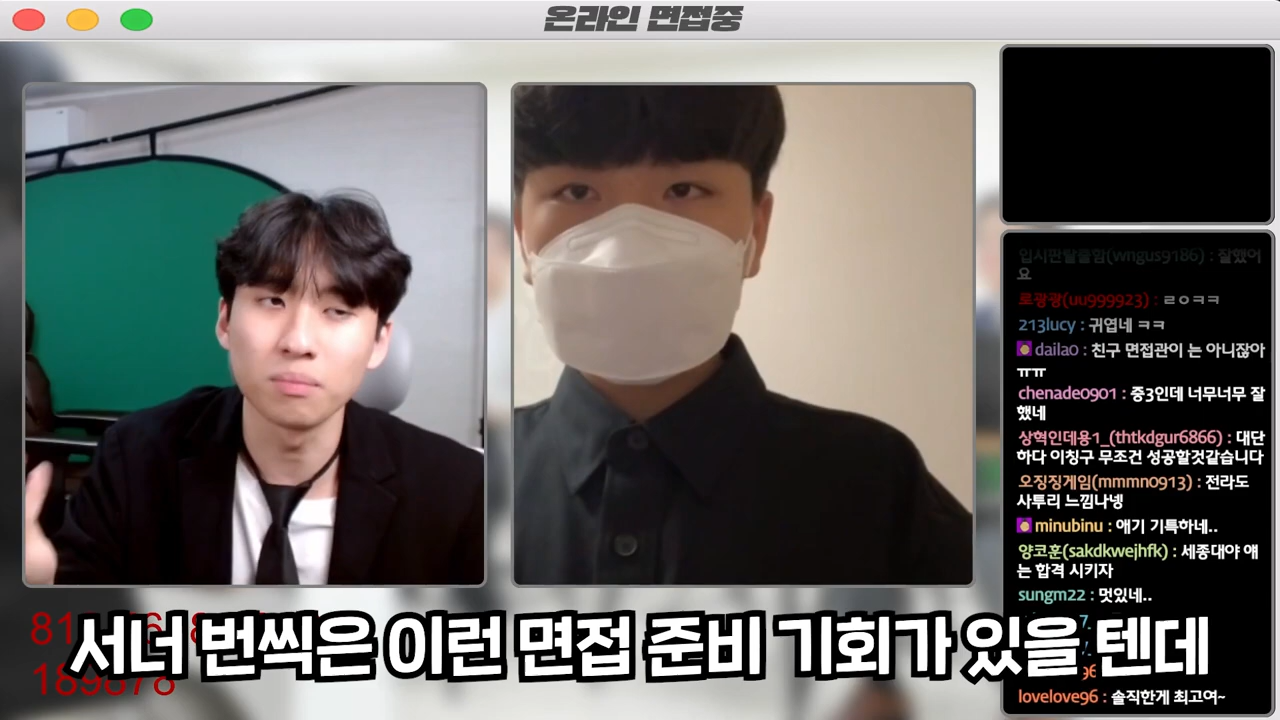 온라인 면접중
입시판탈출함(wngus9186) : 잘했어
요
로광광(uu999923) : ㄹㅇㅋㅋ
213lucy : 귀엽네 ㅋㅋ
daila0 : 친구 면접관이 는 아니잖아
ㅠㅠ
chenade0901 : 중3인데 너무너무 잘
했네
상혁인데용1_(thtkdgur6866) : 대단
하다 이칭구 무조건 성공할것같습니다
오징징게임(mmmn0913) : 전라도
사투리 느낌나넹
minubinu : 애기 기특하네..
양코훈(sakdkwejhfk) : 세종대야 얘
는 합격 시키자
sungm22 : 멋있네..
lovelove96 : 솔직한게 최고여~
서너 번씩은 이런 면접 준비 기회가 있을 텐데
189878